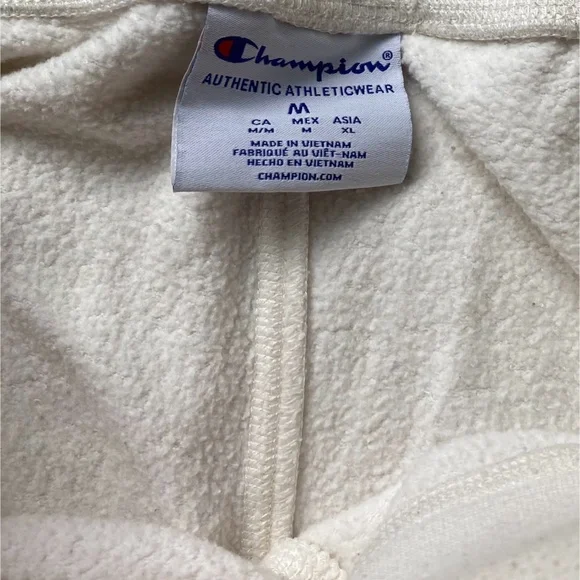 Champion®
AUTHENTIC ATHLETICWEAR
M
CA MEX ASIA
M/M M XL
MADE IN VIETNAM
FABRIQUÉ AU VIÊT-NAM
HECHO EN VIETNAM
CHAMPION.COM